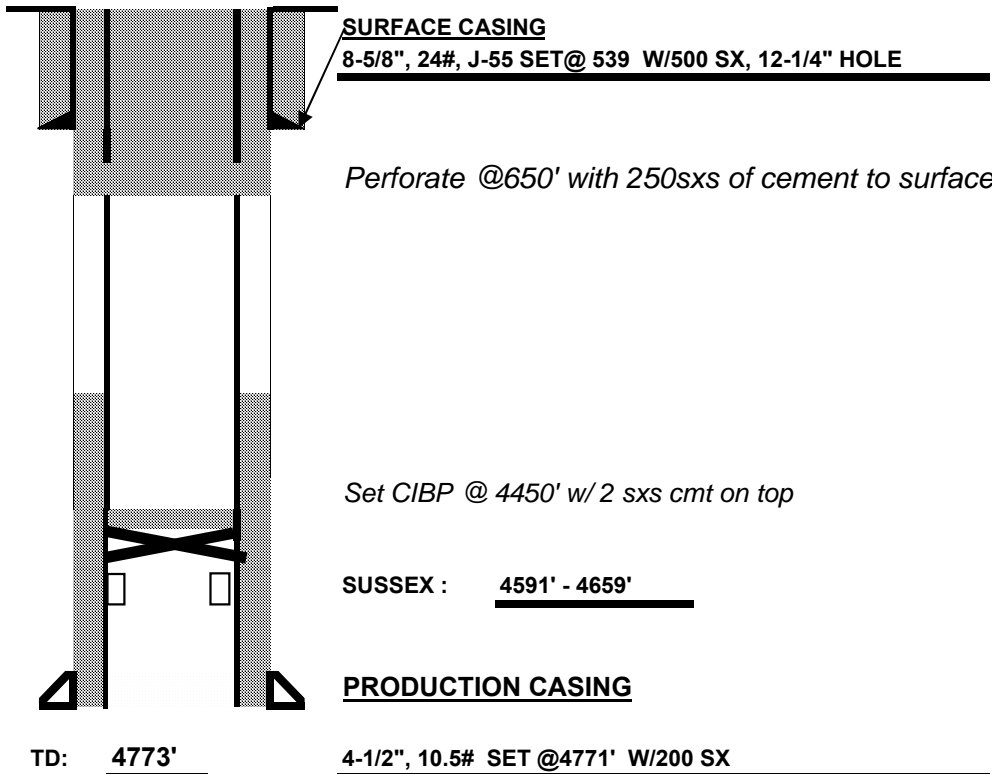 SURFACE CASING
8-5/8", 24#, J-55 SET@ 539 W/500 SX, 12-1/4" HOLE
Perforate @650' with 250sxs of cement to surface
Set CIBP @ 4450' w/ 2 sxs cmt on top
SUSSEX : 4591' - 4659'
PRODUCTION CASING
TD: 4773' 4-1/2", 10.5# SET @4771' W/200 SX